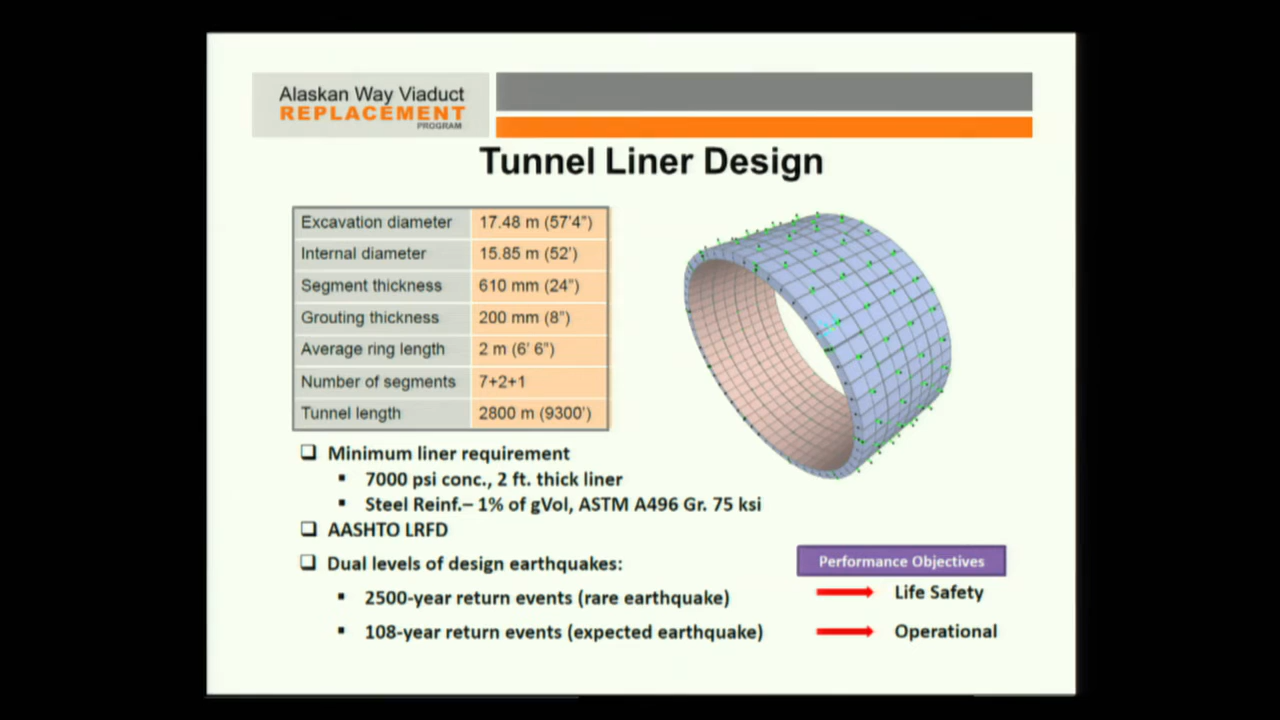 Alaskan Way Viaduct
REPLACEMENT
PROGRAM
Tunnel Liner Design
Excavation diameter 17.48 m (57'4")
Internal diameter 15.85 m (52')
Segment thickness 610 mm (24")
Grouting thickness 200 mm (8")
Average ring length 2 m (6' 6")
Number of segments 7+2+1
Tunnel length 2800 m (9300')
❑ Minimum liner requirement
▪ 7000 psi conc., 2 ft. thick liner
▪ Steel Reinf.– 1% of gVol, ASTM A496 Gr. 75 ksi
❑ AASHTO LRFD
❑ Dual levels of design earthquakes:
Performance Objectives
▪ 2500-year return events (rare earthquake) Life Safety
▪ 108-year return events (expected earthquake) Operational